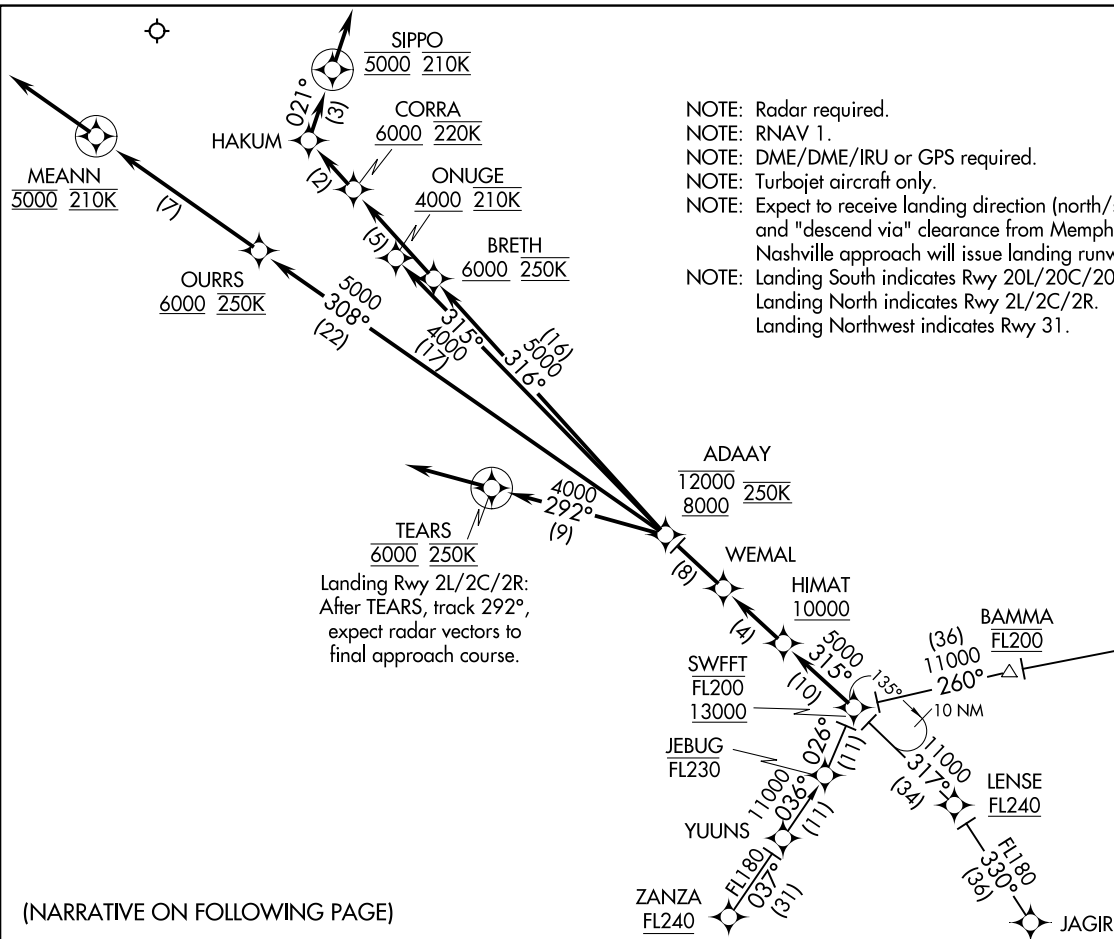 SIPPO
5000 210K
021°
(3)
CORRA
6000 220K
HAKUM
(2)
ONUGE
4000 210K
MEANN
5000 210K
(7)
(5)
BRETH
6000 250K
OURRS
6000 250K
5000
308°
(22)
315°
4000
(17)
(16)
5000
316°
NOTE: Radar required.
NOTE: RNAV 1.
NOTE: DME/DME/IRU or GPS required.
NOTE: Turbojet aircraft only.
NOTE: Expect to receive landing direction (north/
and "descend via" clearance from Memph
Nashville approach will issue landing runw
NOTE: Landing South indicates Rwy 20L/20C/20
Landing North indicates Rwy 2L/2C/2R.
Landing Northwest indicates Rwy 31.
ADAAY
12000
8000
250K
4000
292°
(9)
TEARS
6000 250K
Landing Rwy 2L/2C/2R:
After TEARS, track 292°,
expect radar vectors to
final approach course.
(8)
WEMAL
HIMAT
10000
(4)
BAMMA
FL200
(36)
11000
260°
5000
315°
(10)
SWFFT
FL200
13000
135°
10 NM
JEBUG
FL230
026°
(11)
11000
317°
(34)
LENSE
FL240
11000
036°
(11)
YUUNS
FL180
037°
(31)
ZANZA
FL240
FL180
330°
(36)
JAGIR
(NARRATIVE ON FOLLOWING PAGE)